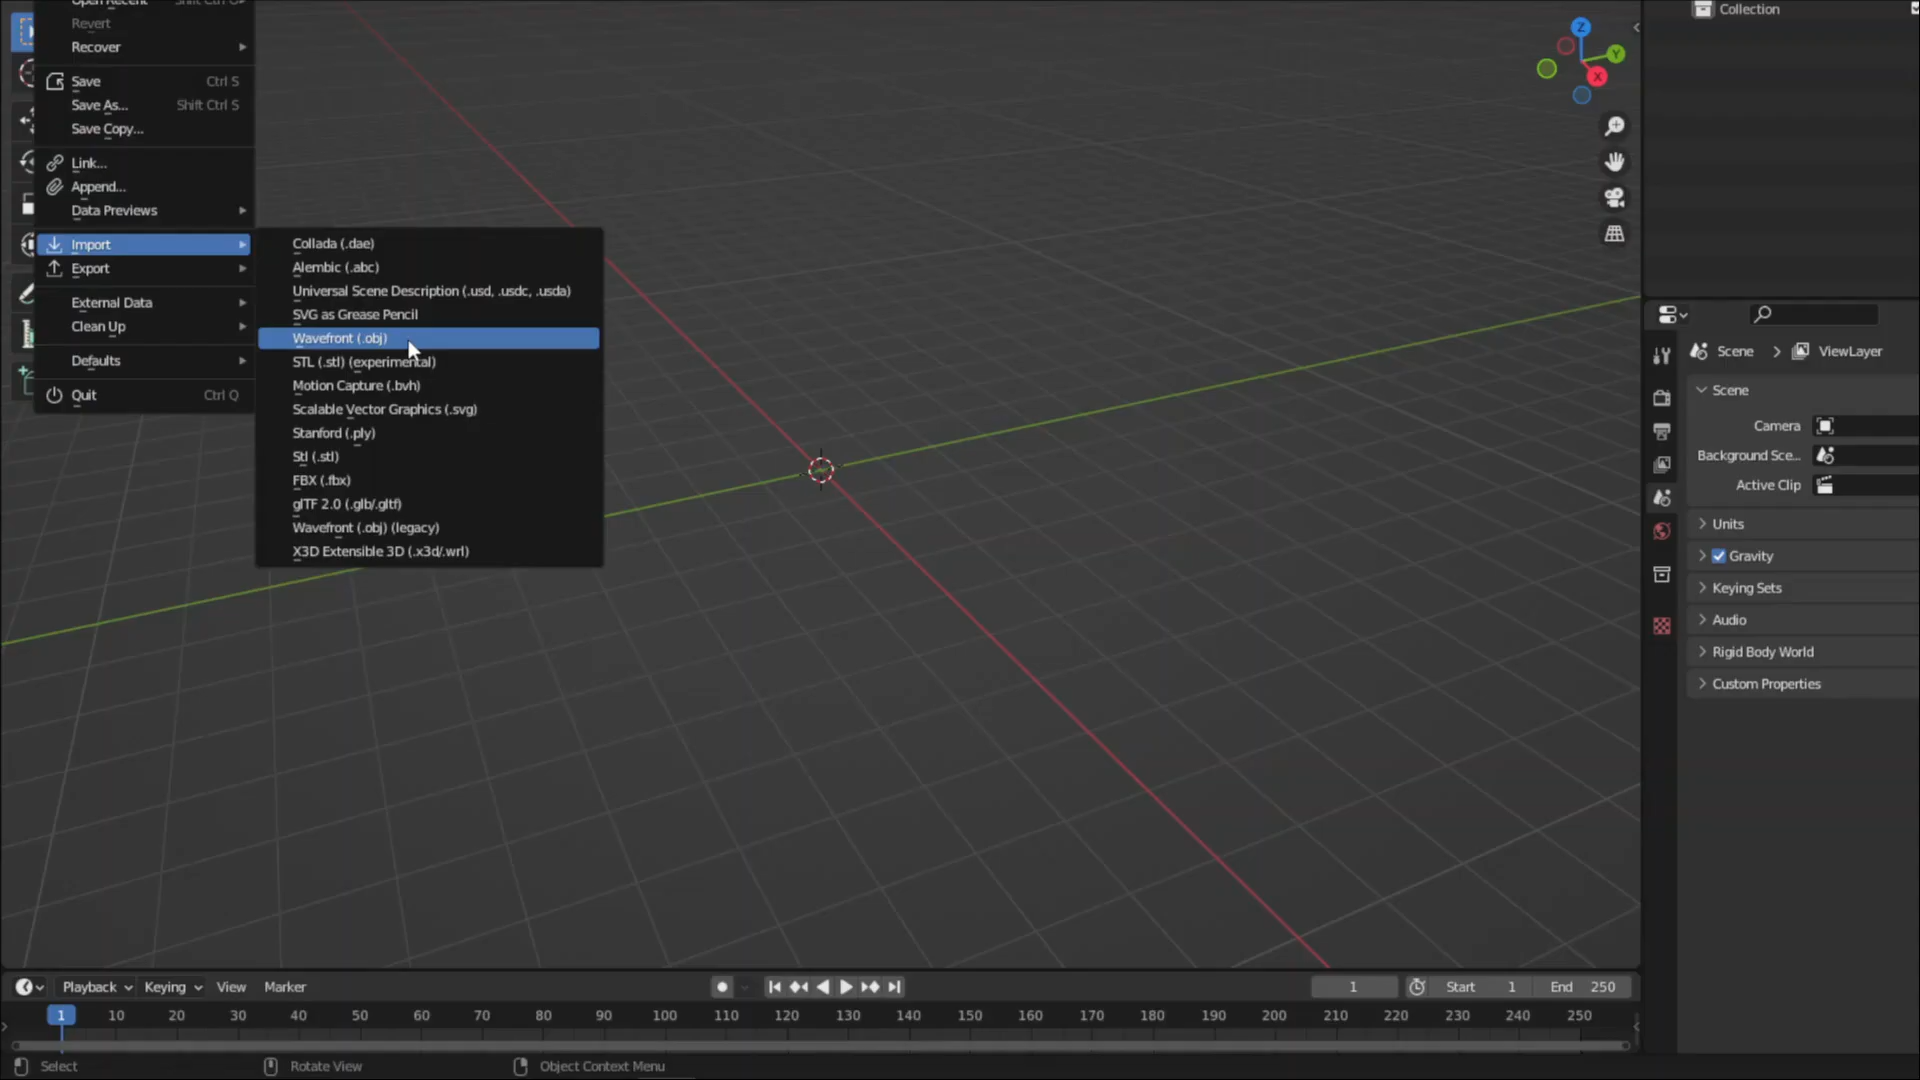 Open Recent Shift Ctrl O
Revert
Recover
Save Ctrl S
Save As... Shift Ctrl S
Save Copy...
Link...
Append...
Data Previews
Import
Export
External Data
Clean Up
Defaults
Quit Ctrl Q
Collada (.dae)
Alembic (.abc)
Universal Scene Description (.usd, .usdc, .usda)
SVG as Grease Pencil
Wavefront (.obj)
STL (.stl) (experimental)
Motion Capture (.bvh)
Scalable Vector Graphics (.svg)
Stanford (.ply)
Stl (.stl)
FBX (.fbx)
glTF 2.0 (.glb/.gltf)
Wavefront (.obj) (legacy)
X3D Extensible 3D (.x3d/.wrl)
Z
Y
X
Collection
Scene ViewLayer
Scene
Camera
Background Sce...
Active Clip
Units
Gravity
Keying Sets
Audio
Rigid Body World
Custom Properties
Playback Keying View Marker 1 Start 1 End 250
1 10 20 30 40 50 60 70 80 90 100 110 120 130 140 150 160 170 180 190 200 210 220 230 240 250
Select Rotate View Object Context Menu